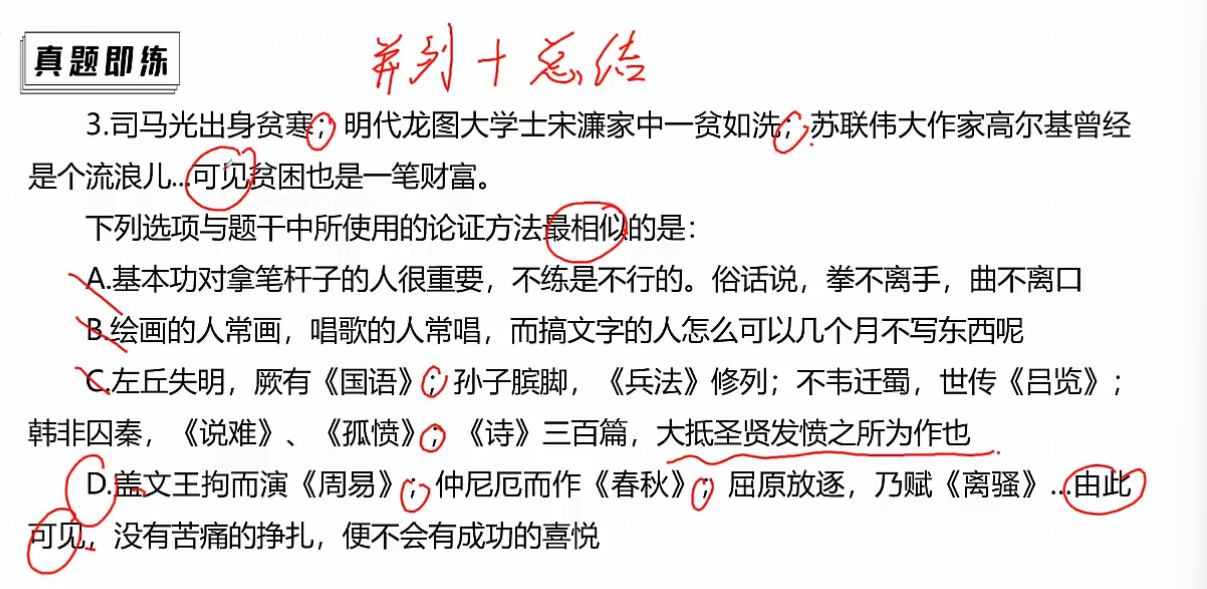 真题即练
并列+总结
3.司马光出身贫寒；明代龙图大学士宋濂家中一贫如洗；苏联伟大作家高尔基曾经
是个流浪儿...可见贫困也是一笔财富。
下列选项与题干中所使用的论证方法最相似的是：
A.基本功对拿笔杆子的人很重要，不练是不行的。俗话说，拳不离手，曲不离口
B.绘画的人常画，唱歌的人常唱，而搞文字的人怎么可以几个月不写东西呢
C.左丘失明，厥有《国语》；孙子膑脚，《兵法》修列；不韦迁蜀，世传《吕览》；
韩非囚秦，《说难》、《孤愤》；《诗》三百篇，大抵圣贤发愤之所为作也
D.盖文王拘而演《周易》；仲尼厄而作《春秋》；屈原放逐，乃赋《离骚》...由此
可见，没有苦痛的挣扎，便不会有成功的喜悦